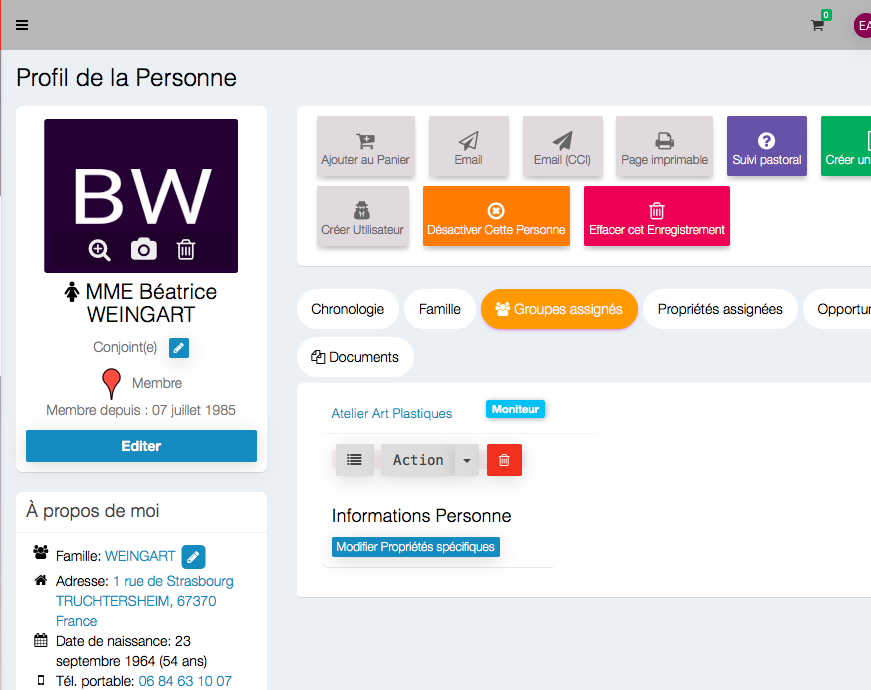 0
EA
Profil de la Personne
BW
MME Béatrice
WEINGART
Conjoint(e)
Membre
Membre depuis : 07 juillet 1985
Editer
À propos de moi
Famille: WEINGART
Adresse: 1 rue de Strasbourg
TRUCHTERSHEIM, 67370
France
Date de naissance: 23
septembre 1964 (54 ans)
Tél. portable: 06 84 63 10 07
Ajouter au Panier
Email
Email (CCI)
Page imprimable
Suivi pastoral
Créer un
Créer Utilisateur
Désactiver Cette Personne
Effacer cet Enregistrement
Chronologie
Famille
Groupes assignés
Propriétés assignées
Opportur
Documents
Atelier Art Plastiques
Moniteur
Action
Informations Personne
Modifier Propriétés spécifiques